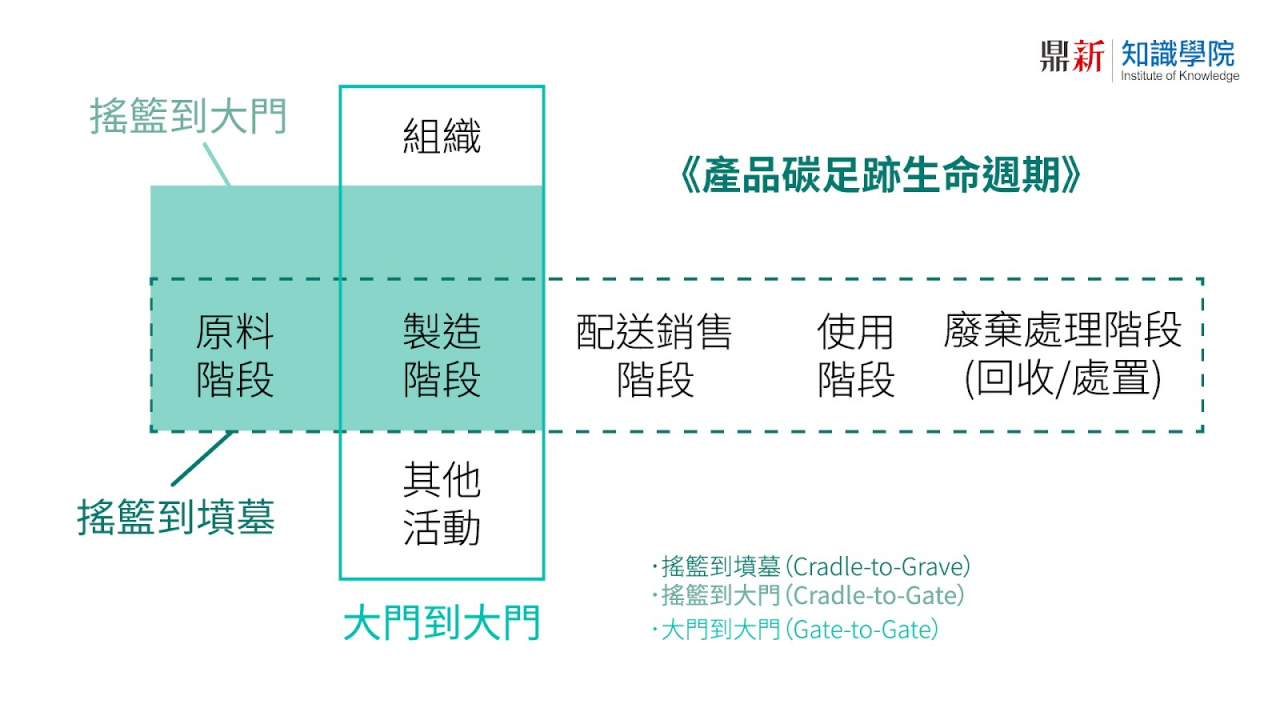 鼎新 知識學院
Institute of Knowledge
搖籃到大門
組織
《產品碳足跡生命週期》
原料
階段
製造
階段
配送銷售
階段
使用
階段
廢棄處理階段
(回收/處置)
搖籃到墳墓
其他
活動
大門到大門
·搖籃到墳墓(Cradle-to-Grave)
·搖籃到大門(Cradle-to-Gate)
·大門到大門(Gate-to-Gate)